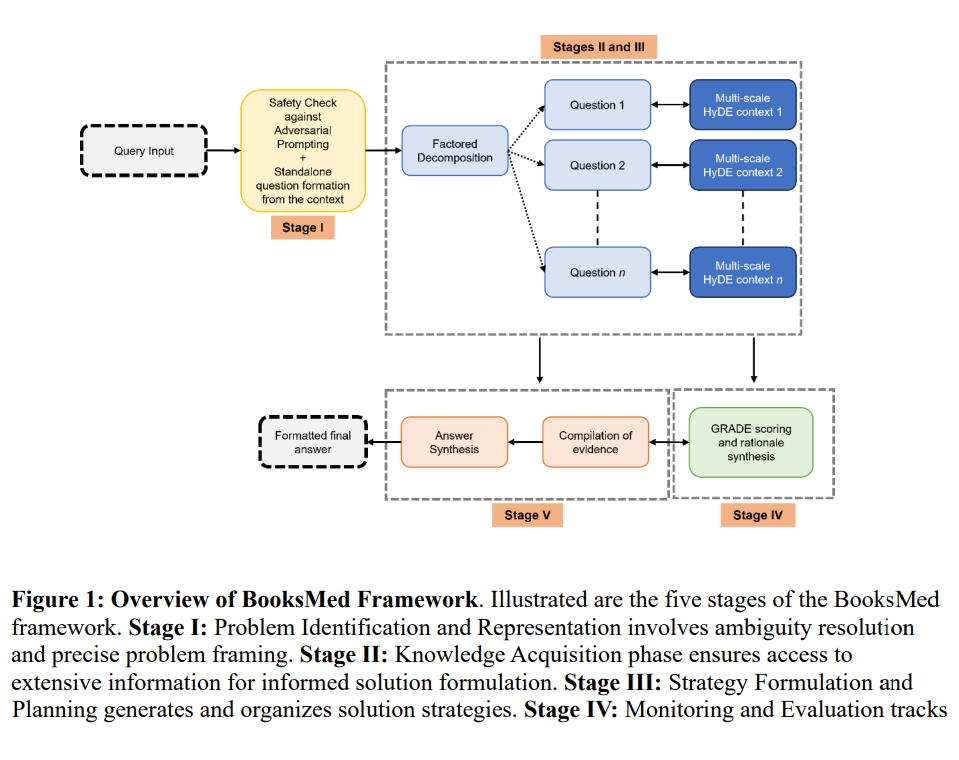 Stages II and III
Query Input
Safety Check
against
Adversarial
Prompting
+
Standalone
question formation
from the context
Stage I
Factored
Decomposition
Question 1
Multi-scale
HyDE context 1
Question 2
Multi-scale
HyDE context 2
Question n
Multi-scale
HyDE context n
Formatted final
answer
Answer
Synthesis
Compilation of
evidence
GRADE scoring
and rationale
synthesis
Stage V
Stage IV
Figure 1: Overview of BooksMed Framework. Illustrated are the five stages of the BooksMed
framework. Stage I: Problem Identification and Representation involves ambiguity resolution
and precise problem framing. Stage II: Knowledge Acquisition phase ensures access to
extensive information for informed solution formulation. Stage III: Strategy Formulation and
Planning generates and organizes solution strategies. Stage IV: Monitoring and Evaluation tracks